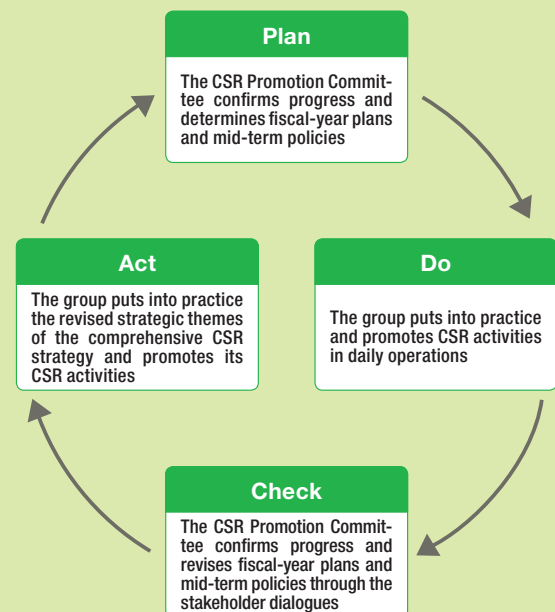 Plan
The CSR Promotion Commit-
tee confirms progress and
determines fiscal-year plans
and mid-term policies
Act
The group puts into practice
the revised strategic themes
of the comprehensive CSR
strategy and promotes its
CSR activities
Do
The group puts into practice
and promotes CSR activities
in daily operations
Check
The CSR Promotion Commit-
tee confirms progress and
revises fiscal-year plans and
mid-term policies through the
stakeholder dialogues